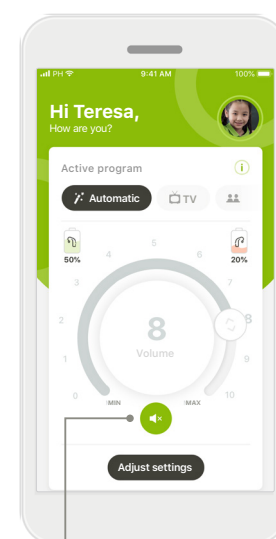 PH 9:41 AM 100%
Hi Teresa,
How are you?
Active program
Automatic TV
50% 20%
5
4 6
3 7
2 8
8
Volume
1 9
0 10
MIN MAX
Adjust settings